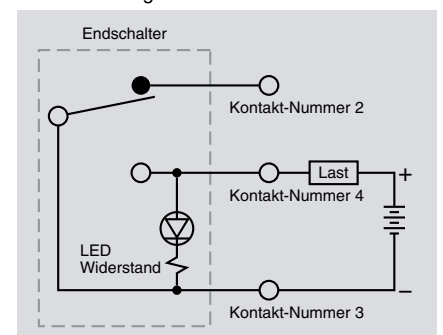 Endschalter
Kontakt-Nummer 2
Last
+
Kontakt-Nummer 4
LED
Widerstand
–
Kontakt-Nummer 3